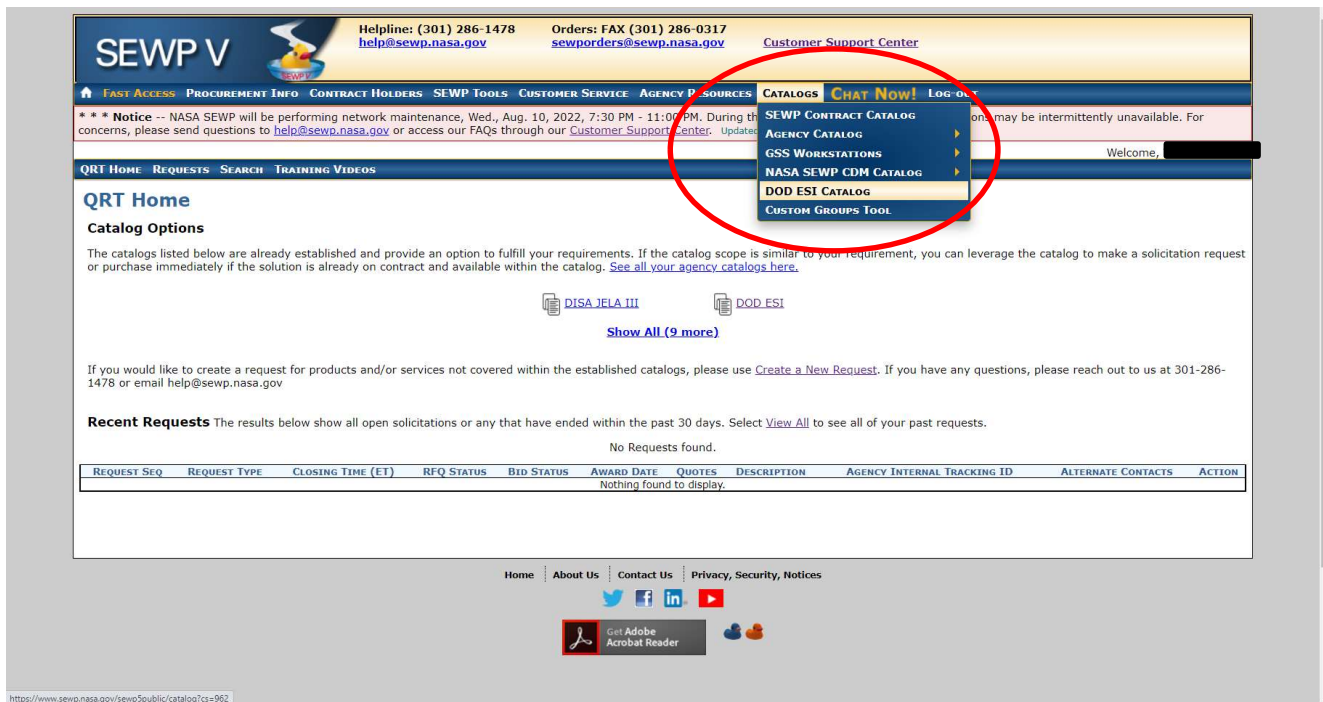 SEWP V
SEWP V
Helpline: (301) 286-1478 Orders: FAX (301) 286-0317
help@sewp.nasa.gov sewporders@sewp.nasa.gov Customer Support Center
FAST ACCESS PROCUREMENT INFO CONTRACT HOLDERS SEWP TOOLS CUSTOMER SERVICE AGENCY RESOURCES CATALOGS CHAT NOW! LOG-OUT
* * * Notice -- NASA SEWP will be performing network maintenance, Wed., Aug. 10, 2022, 7:30 PM - 11:00 PM. During th ons may be intermittently unavailable. For
concerns, please send questions to help@sewp.nasa.gov or access our FAQs through our Customer Support Center. Updated
SEWP CONTRACT CATALOG
AGENCY CATALOG
GSS WORKSTATIONS
NASA SEWP CDM CATALOG
DOD ESI CATALOG
CUSTOM GROUPS TOOL
Welcome,
QRT HOME REQUESTS SEARCH TRAINING VIDEOS
QRT Home
Catalog Options
The catalogs listed below are already established and provide an option to fulfill your requirements. If the catalog scope is similar to your requirement, you can leverage the catalog to make a solicitation request
or purchase immediately if the solution is already on contract and available within the catalog. See all your agency catalogs here.
DISA JELA III DOD ESI
Show All (9 more)
If you would like to create a request for products and/or services not covered within the established catalogs, please use Create a New Request. If you have any questions, please reach out to us at 301-286-
1478 or email help@sewp.nasa.gov
Recent Requests The results below show all open solicitations or any that have ended within the past 30 days. Select View All to see all of your past requests.
No Requests found.
REQUEST SEQ REQUEST TYPE CLOSING TIME (ET) RFQ STATUS BID STATUS AWARD DATE QUOTES DESCRIPTION AGENCY INTERNAL TRACKING ID ALTERNATE CONTACTS ACTION
Nothing found to display.
Home About Us Contact Us Privacy, Security, Notices
Get Adobe
Acrobat Reader
https://www.sewp.nasa.gov/sewp5public/catalog?cs=962